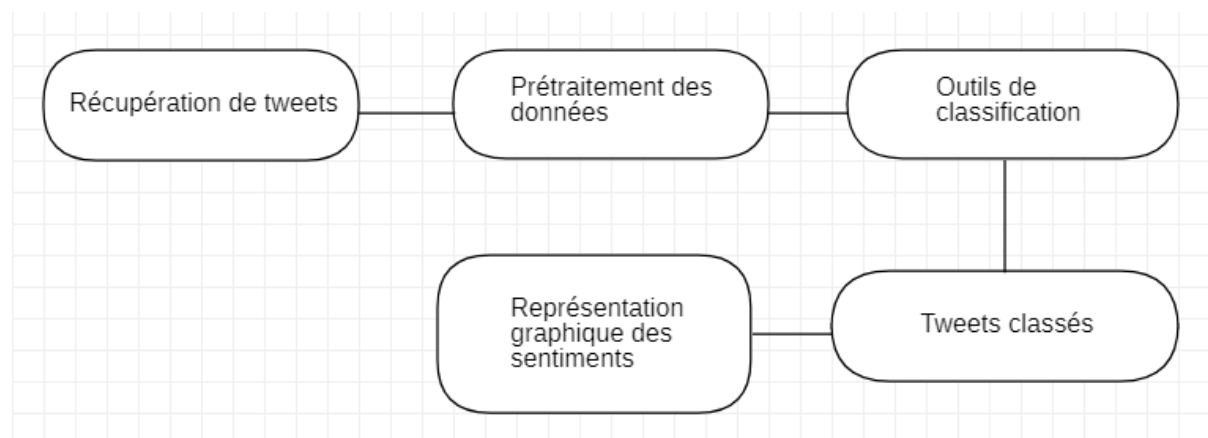 Récupération de tweets
Prétraitement des
données
Outils de
classification
Tweets classés
Représentation
graphique des
sentiments